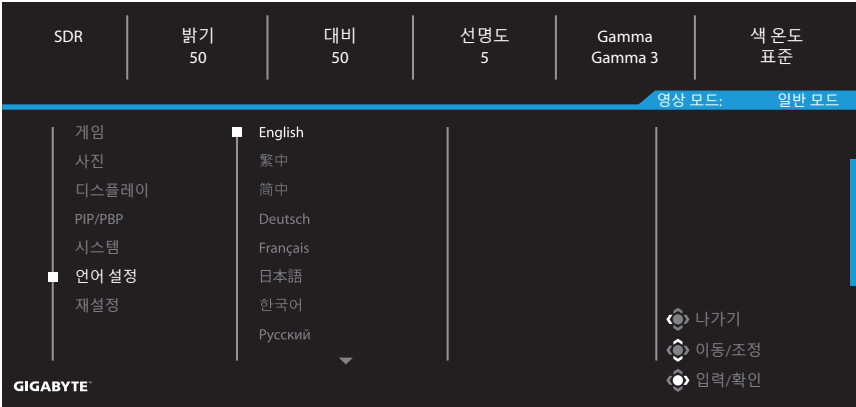 SDR 밝기 대비 선명도 Gamma 색 온도
50 50 5 Gamma 3 표준
영상 모드: 일반 모드
게임
사진
디스플레이
PIP/PBP
시스템
언어 설정
재설정
English
繁中
简中
Deutsch
Français
日本語
한국어
Русский
나가기
이동/조정
입력/확인
GIGABYTE™